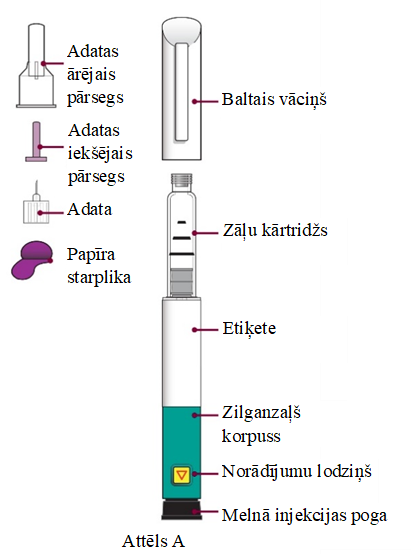 Adatas
ārējais
pārsegs
Adatas
iekšējais
pārsegs
Adata
Papīra
starplika
Baltais vāciņš
Zāļu kārtridžs
Etiķete
Zilganzaļš
korpuss
Norādījumu lodziņš
Melnā injekcijas poga
Attēls A